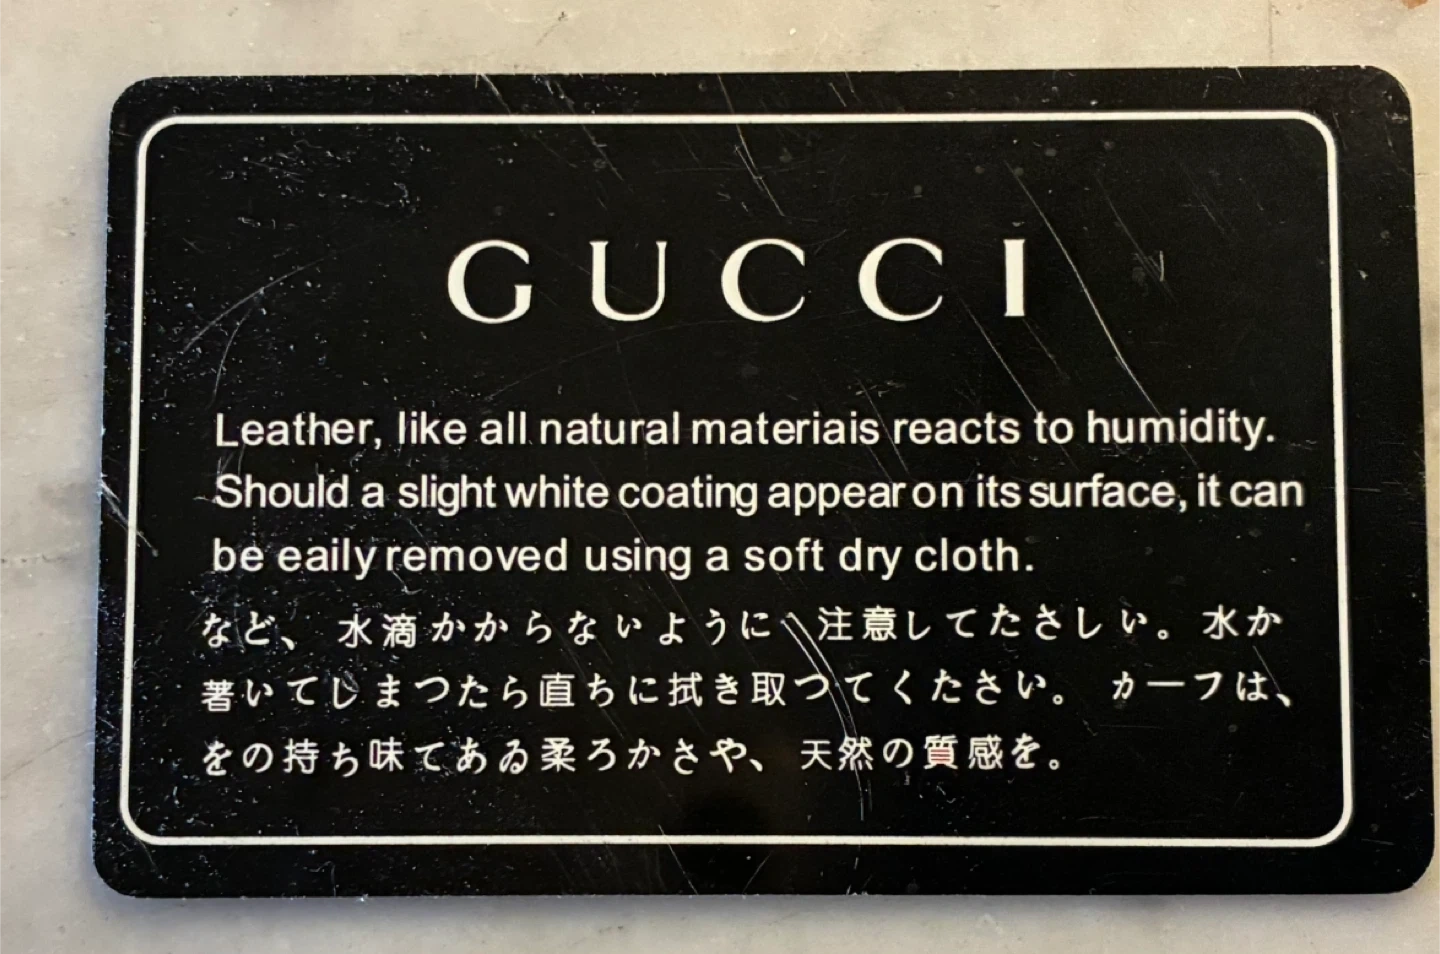 GUCCI
Leather, like all natural materiais reacts to humidity.
Should a slight white coating appear on its surface, it can
be eaily removed using a soft dry cloth.
など、 水滴かからないように、注意してたさしい。 水か
著いてしまつたら直ちに拭き取つてくたさい。 カーフは、
をの持ち味てあゐ柔ろかさや、 天然の質感を。